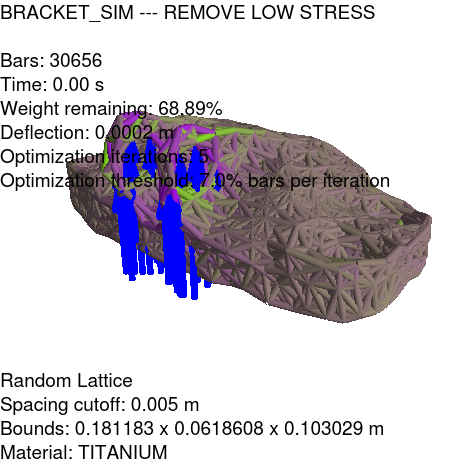 BRACKET_SIM --- REMOVE LOW STRESS
Bars: 30656
Time: 0.00 s
Weight remaining: 68.89%
Deflection: 0.0002 m
Optimization iterations: 5
Optimization threshold: 7.0% bars per iteration
Random Lattice
Spacing cutoff: 0.005 m
Bounds: 0.181183 x 0.0618608 x 0.103029 m
Material: TITANIUM